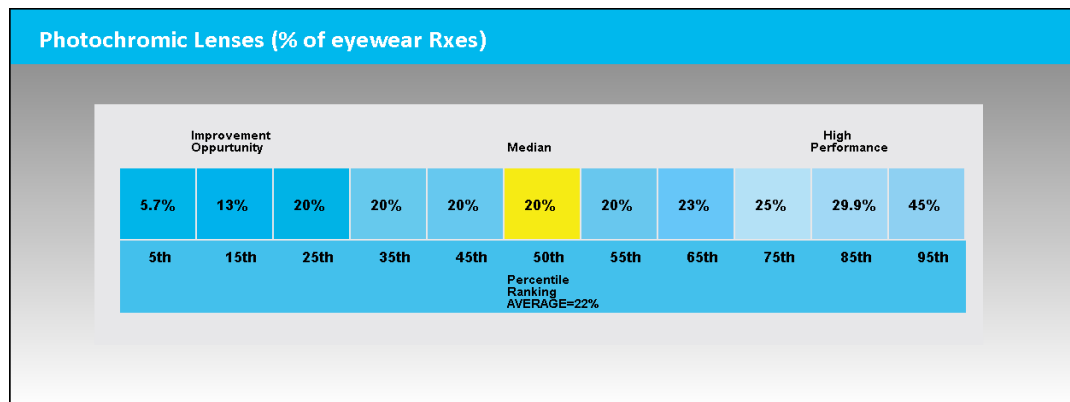 Photochromic Lenses (% of eyewear Rxes)
Improvement
Oppurtunity
Median
High
Performance
5.7% 13% 20% 20% 20% 20% 20% 23% 25% 29.9% 45%
5th 15th 25th 35th 45th 50th 55th 65th 75th 85th 95th
Percentile
Ranking
AVERAGE=22%